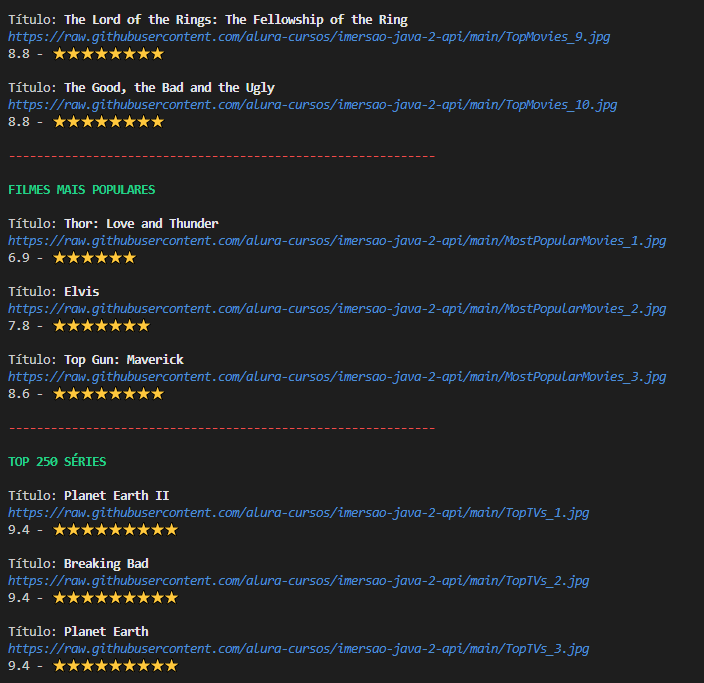 Título: The Lord of the Rings: The Fellowship of the Ring
https://raw.githubusercontent.com/alura-cursos/imersao-java-2-api/main/TopMovies_9.jpg
8.8 - ⭐⭐⭐⭐⭐⭐⭐⭐
Título: The Good, the Bad and the Ugly
https://raw.githubusercontent.com/alura-cursos/imersao-java-2-api/main/TopMovies_10.jpg
8.8 - ⭐⭐⭐⭐⭐⭐⭐⭐
-------------------------------------------------------------
FILMES MAIS POPULARES
Título: Thor: Love and Thunder
https://raw.githubusercontent.com/alura-cursos/imersao-java-2-api/main/MostPopularMovies_1.jpg
6.9 - ⭐⭐⭐⭐⭐⭐
Título: Elvis
https://raw.githubusercontent.com/alura-cursos/imersao-java-2-api/main/MostPopularMovies_2.jpg
7.8 - ⭐⭐⭐⭐⭐⭐⭐
Título: Top Gun: Maverick
https://raw.githubusercontent.com/alura-cursos/imersao-java-2-api/main/MostPopularMovies_3.jpg
8.6 - ⭐⭐⭐⭐⭐⭐⭐⭐
-------------------------------------------------------------
TOP 250 SÉRIES
Título: Planet Earth II
https://raw.githubusercontent.com/alura-cursos/imersao-java-2-api/main/TopTVs_1.jpg
9.4 - ⭐⭐⭐⭐⭐⭐⭐⭐⭐
Título: Breaking Bad
https://raw.githubusercontent.com/alura-cursos/imersao-java-2-api/main/TopTVs_2.jpg
9.4 - ⭐⭐⭐⭐⭐⭐⭐⭐⭐
Título: Planet Earth
https://raw.githubusercontent.com/alura-cursos/imersao-java-2-api/main/TopTVs_3.jpg
9.4 - ⭐⭐⭐⭐⭐⭐⭐⭐⭐